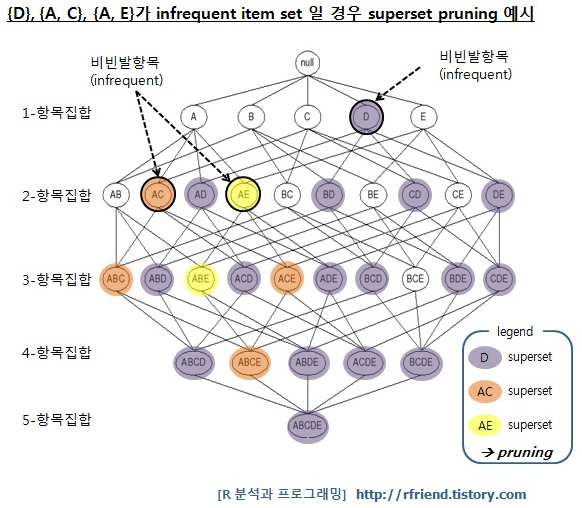 {D}, {A, C}, {A, E}가 infrequent item set 일 경우 superset pruning 예시
비빈발항목
(infrequent)
비빈발항목
(infrequent)
null
1-항목집합
A B C D E
2-항목집합
AB AC AD AE BC BD BE CD CE DE
3-항목집합
ABC ABD ABE ACD ACE ADE BCD BCE BDE CDE
4-항목집합
ABCD ABCE ABDE ACDE BCDE
5-항목집합
ABCDE
legend
D superset
AC superset
AE superset
→ pruning
[R 분석과 프로그래밍] http://rfriend.tistory.com